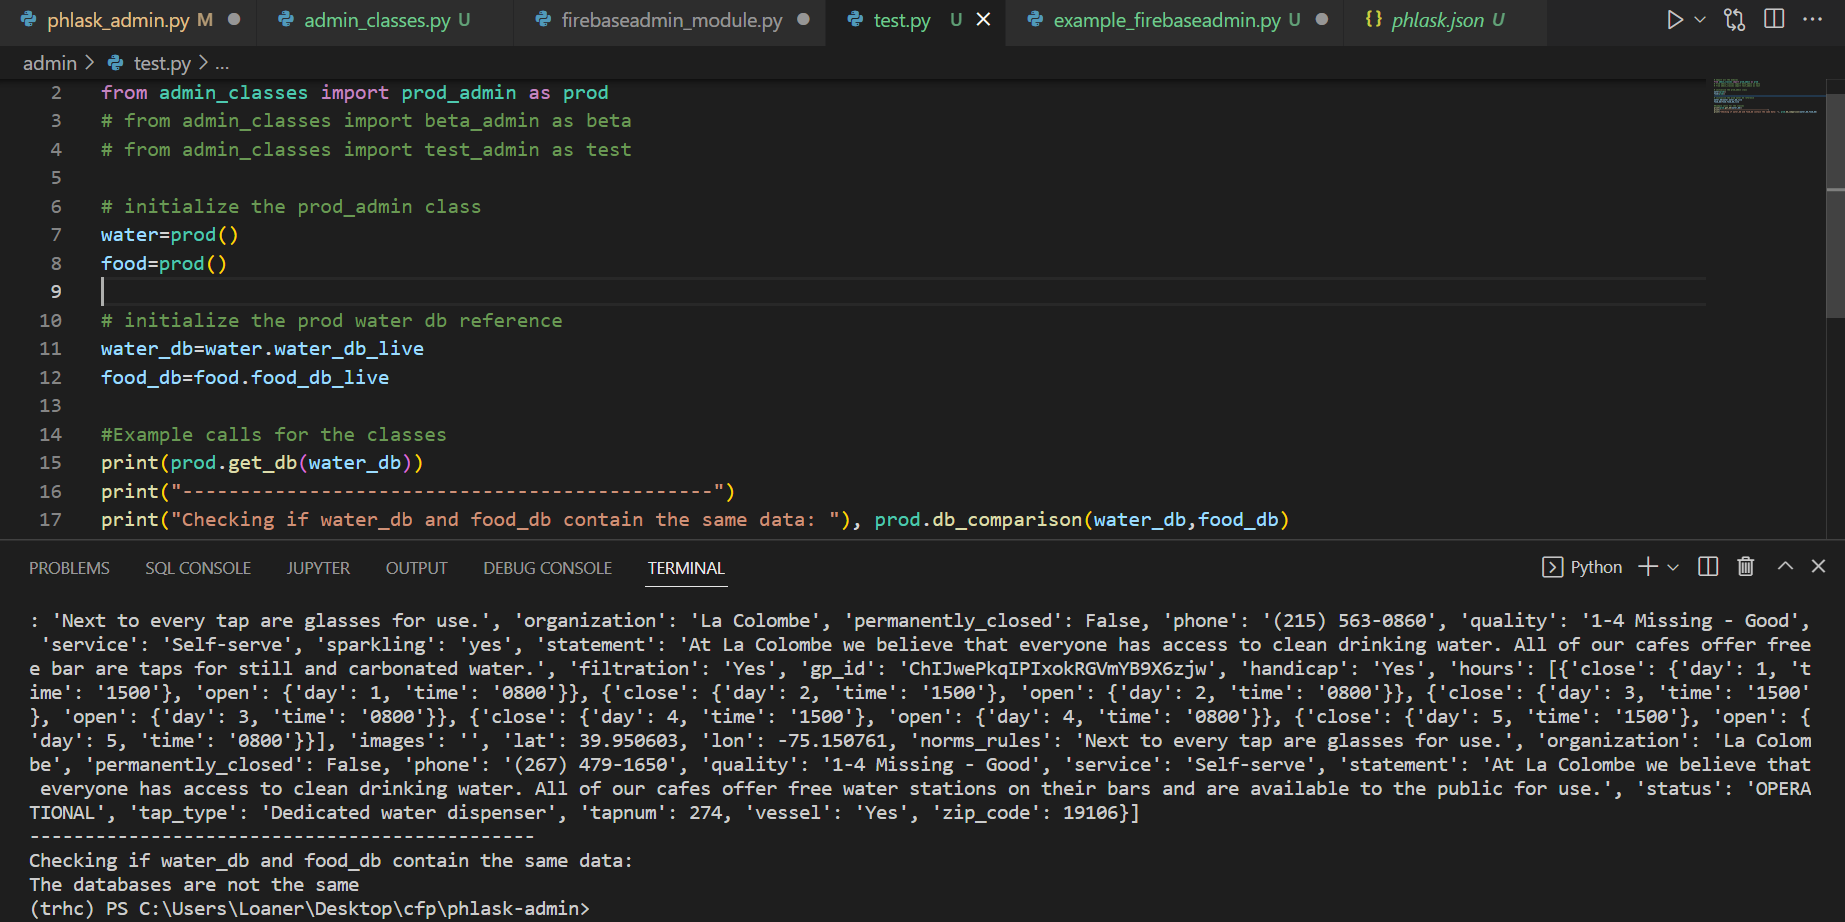 phlask_admin.py M admin_classes.py U firebaseadmin_module.py test.py U example_firebaseadmin.py U {} phlask.json U
admin > test.py > ...
2 from admin_classes import prod_admin as prod
3 # from admin_classes import beta_admin as beta
4 # from admin_classes import test_admin as test
5
6 # initialize the prod_admin class
7 water=prod()
8 food=prod()
9
10 # initialize the prod water db reference
11 water_db=water.water_db_live
12 food_db=food.food_db_live
13
14 #Example calls for the classes
15 print(prod.get_db(water_db))
16 print("----------------------------------------------")
17 print("Checking if water_db and food_db contain the same data: "), prod.db_comparison(water_db,food_db)
PROBLEMS SQL CONSOLE JUPYTER OUTPUT DEBUG CONSOLE TERMINAL Python
: 'Next to every tap are glasses for use.', 'organization': 'La Colombe', 'permanently_closed': False, 'phone': '(215) 563-0860', 'quality': '1-4 Missing - Good',
'service': 'Self-serve', 'sparkling': 'yes', 'statement': 'At La Colombe we believe that everyone has access to clean drinking water. All of our cafes offer free
e bar are taps for still and carbonated water.', 'filtration': 'Yes', 'gp_id': 'ChIJwePkqIPIxokRGVmYB9X6zjw', 'handicap': 'Yes', 'hours': [{'close': {'day': 1, 't
ime': '1500'}, 'open': {'day': 1, 'time': '0800'}}, {'close': {'day': 2, 'time': '1500'}, 'open': {'day': 2, 'time': '0800'}}, {'close': {'day': 3, 'time': '1500'
}, 'open': {'day': 3, 'time': '0800'}}, {'close': {'day': 4, 'time': '1500'}, 'open': {'day': 4, 'time': '0800'}}, {'close': {'day': 5, 'time': '1500'}, 'open': {
'day': 5, 'time': '0800'}}], 'images': '', 'lat': 39.950603, 'lon': -75.150761, 'norms_rules': 'Next to every tap are glasses for use.', 'organization': 'La Colom
be', 'permanently_closed': False, 'phone': '(267) 479-1650', 'quality': '1-4 Missing - Good', 'service': 'Self-serve', 'statement': 'At La Colombe we believe that
everyone has access to clean drinking water. All of our cafes offer free water stations on their bars and are available to the public for use.', 'status': 'OPERA
TIONAL', 'tap_type': 'Dedicated water dispenser', 'tapnum': 274, 'vessel': 'Yes', 'zip_code': 19106}]
----------------------------------------------
Checking if water_db and food_db contain the same data:
The databases are not the same
(trhc) PS C:\Users\Loaner\Desktop\cfp\phlask-admin>